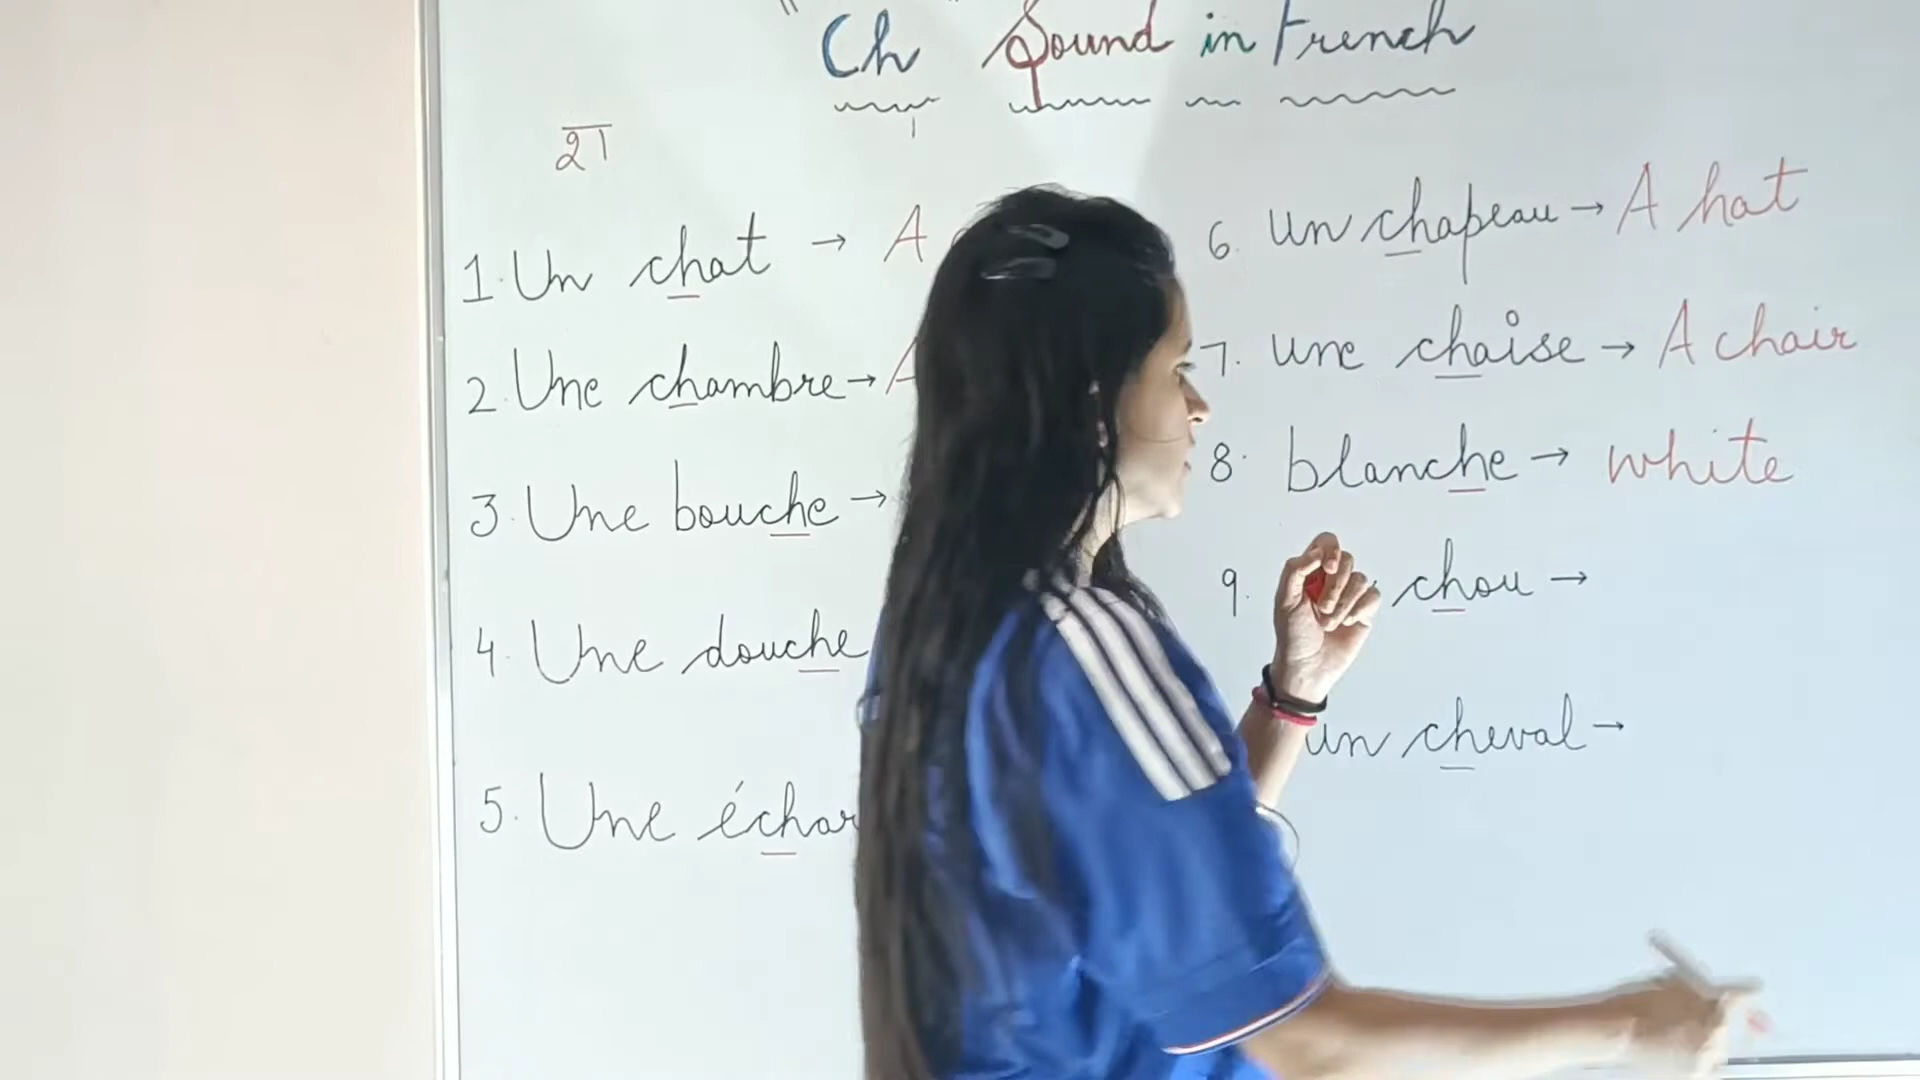 "Ch" Sound in French
श
1. Un chat → A
2. Une chambre → A
3. Une bouche →
4. Une douche
5. Une échar
6. un chapeau → A hat
7. une chaise → A chair
8. blanche → white
9. chou →
un cheval →